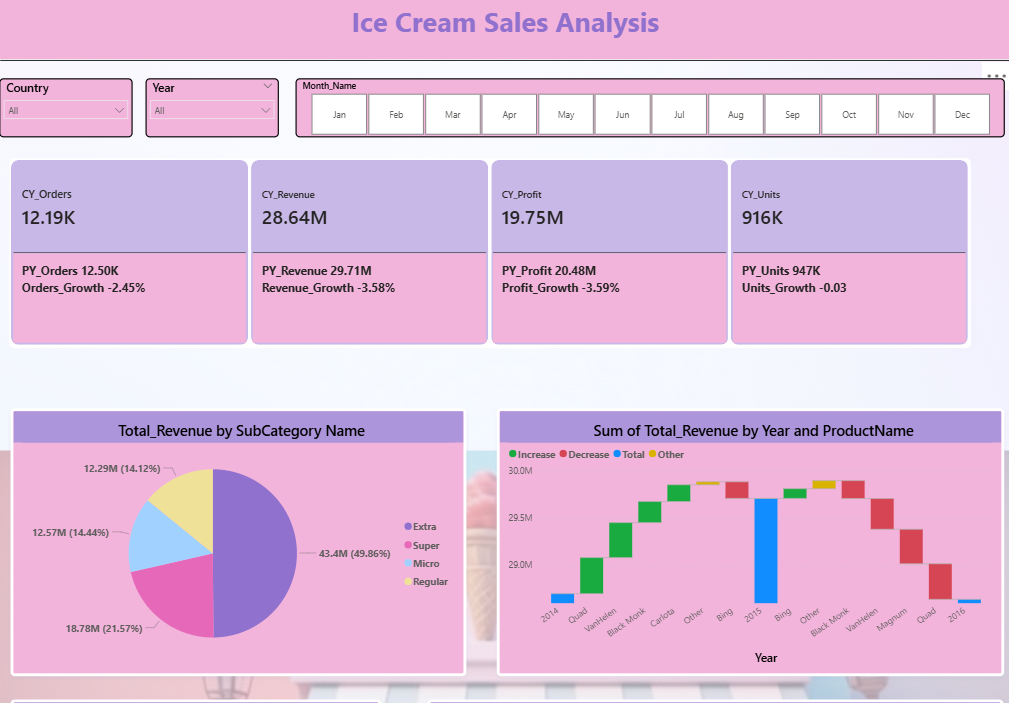 Ice Cream Sales Analysis
Country
All
Year
All
Month_Name
Jan Feb Mar Apr May Jun Jul Aug Sep Oct Nov Dec
CY_Orders
12.19K
PY_Orders 12.50K
Orders_Growth -2.45%
CY_Revenue
28.64M
PY_Revenue 29.71M
Revenue_Growth -3.58%
CY_Profit
19.75M
PY_Profit 20.48M
Profit_Growth -3.59%
CY_Units
916K
PY_Units 947K
Units_Growth -0.03
Total_Revenue by SubCategory Name
12.29M (14.12%)
12.57M (14.44%)
43.4M (49.86%)
18.78M (21.57%)
Extra
Super
Micro
Regular
Sum of Total_Revenue by Year and ProductName
Increase Decrease Total Other
30.0M
29.5M
29.0M
2014 Quad VanHelen Black Monk Carlota Other Bing 2015 Bing Other Black Monk VanHelen Magnum Quad 2016
Year